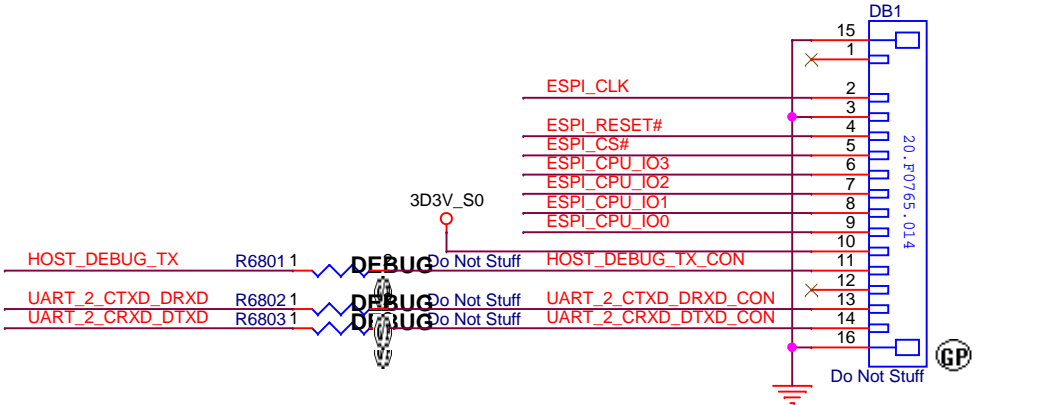 DB1
15
1
ESPI_CLK 2
3
ESPI_RESET# 4
ESPI_CS# 5
ESPI_CPU_IO3 6
ESPI_CPU_IO2 7
ESPI_CPU_IO1 8
ESPI_CPU_IO0 9
3D3V_S0 10
HOST_DEBUG_TX R6801 1 DEBUG Do Not Stuff HOST_DEBUG_TX_CON 11
12
UART_2_CTXD_DRXD R6802 1 DEBUG Do Not Stuff UART_2_CTXD_DRXD_CON 13
UART_2_CRXD_DTXD R6803 1 DEBUG Do Not Stuff UART_2_CRXD_DTXD_CON 14
16
20.F0765.014
GP
Do Not Stuff